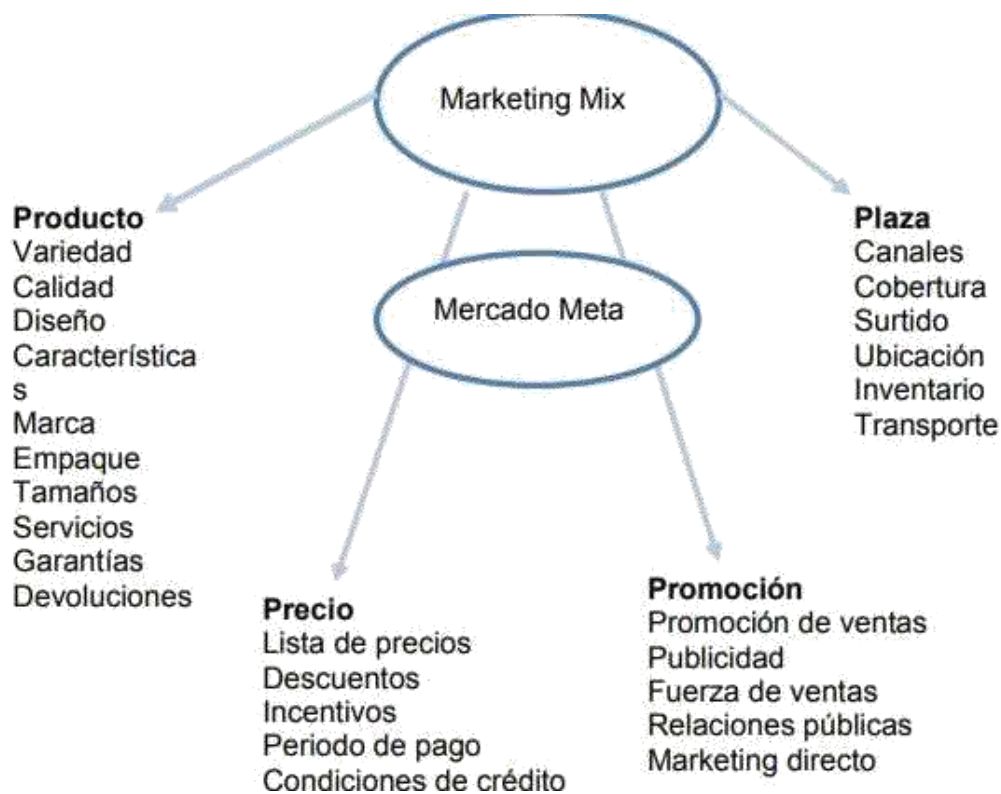 Marketing Mix
Mercado Meta
Producto
Variedad
Calidad
Diseño
Característica
s
Marca
Empaque
Tamaños
Servicios
Garantías
Devoluciones
Precio
Lista de precios
Descuentos
Incentivos
Periodo de pago
Condiciones de crédito
Promoción
Promoción de ventas
Publicidad
Fuerza de ventas
Relaciones públicas
Marketing directo
Plaza
Canales
Cobertura
Surtido
Ubicación
Inventario
Transporte